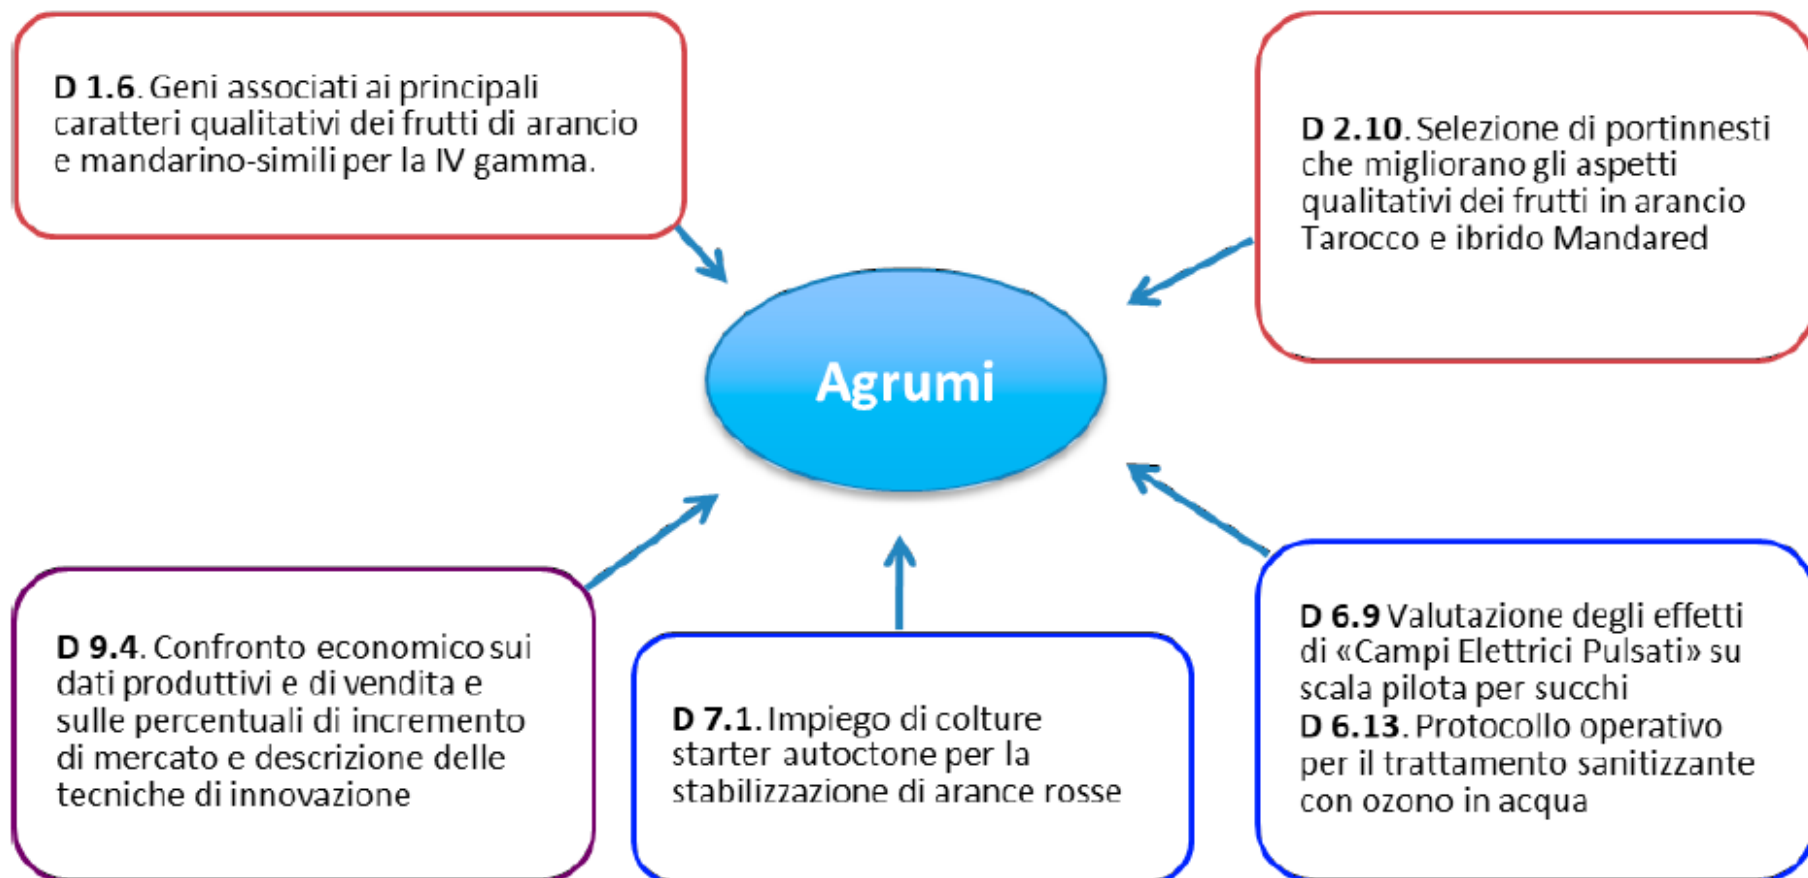 D 1.6. Geni associati ai principali
caratteri qualitativi dei frutti di arancio
e mandarino-simili per la IV gamma.
D 2.10. Selezione di portinnesti
che migliorano gli aspetti
qualitativi dei frutti in arancio
Tarocco e ibrido Mandared
Agrumi
D 9.4. Confronto economico sui
dati produttivi e di vendita e
sulle percentuali di incremento
di mercato e descrizione delle
tecniche di innovazione
D 7.1. Impiego di colture
starter autoctone per la
stabilizzazione di arance rosse
D 6.9 Valutazione degli effetti
di «Campi Elettrici Pulsati» su
scala pilota per succhi
D 6.13. Protocollo operativo
per il trattamento sanitizzante
con ozono in acqua